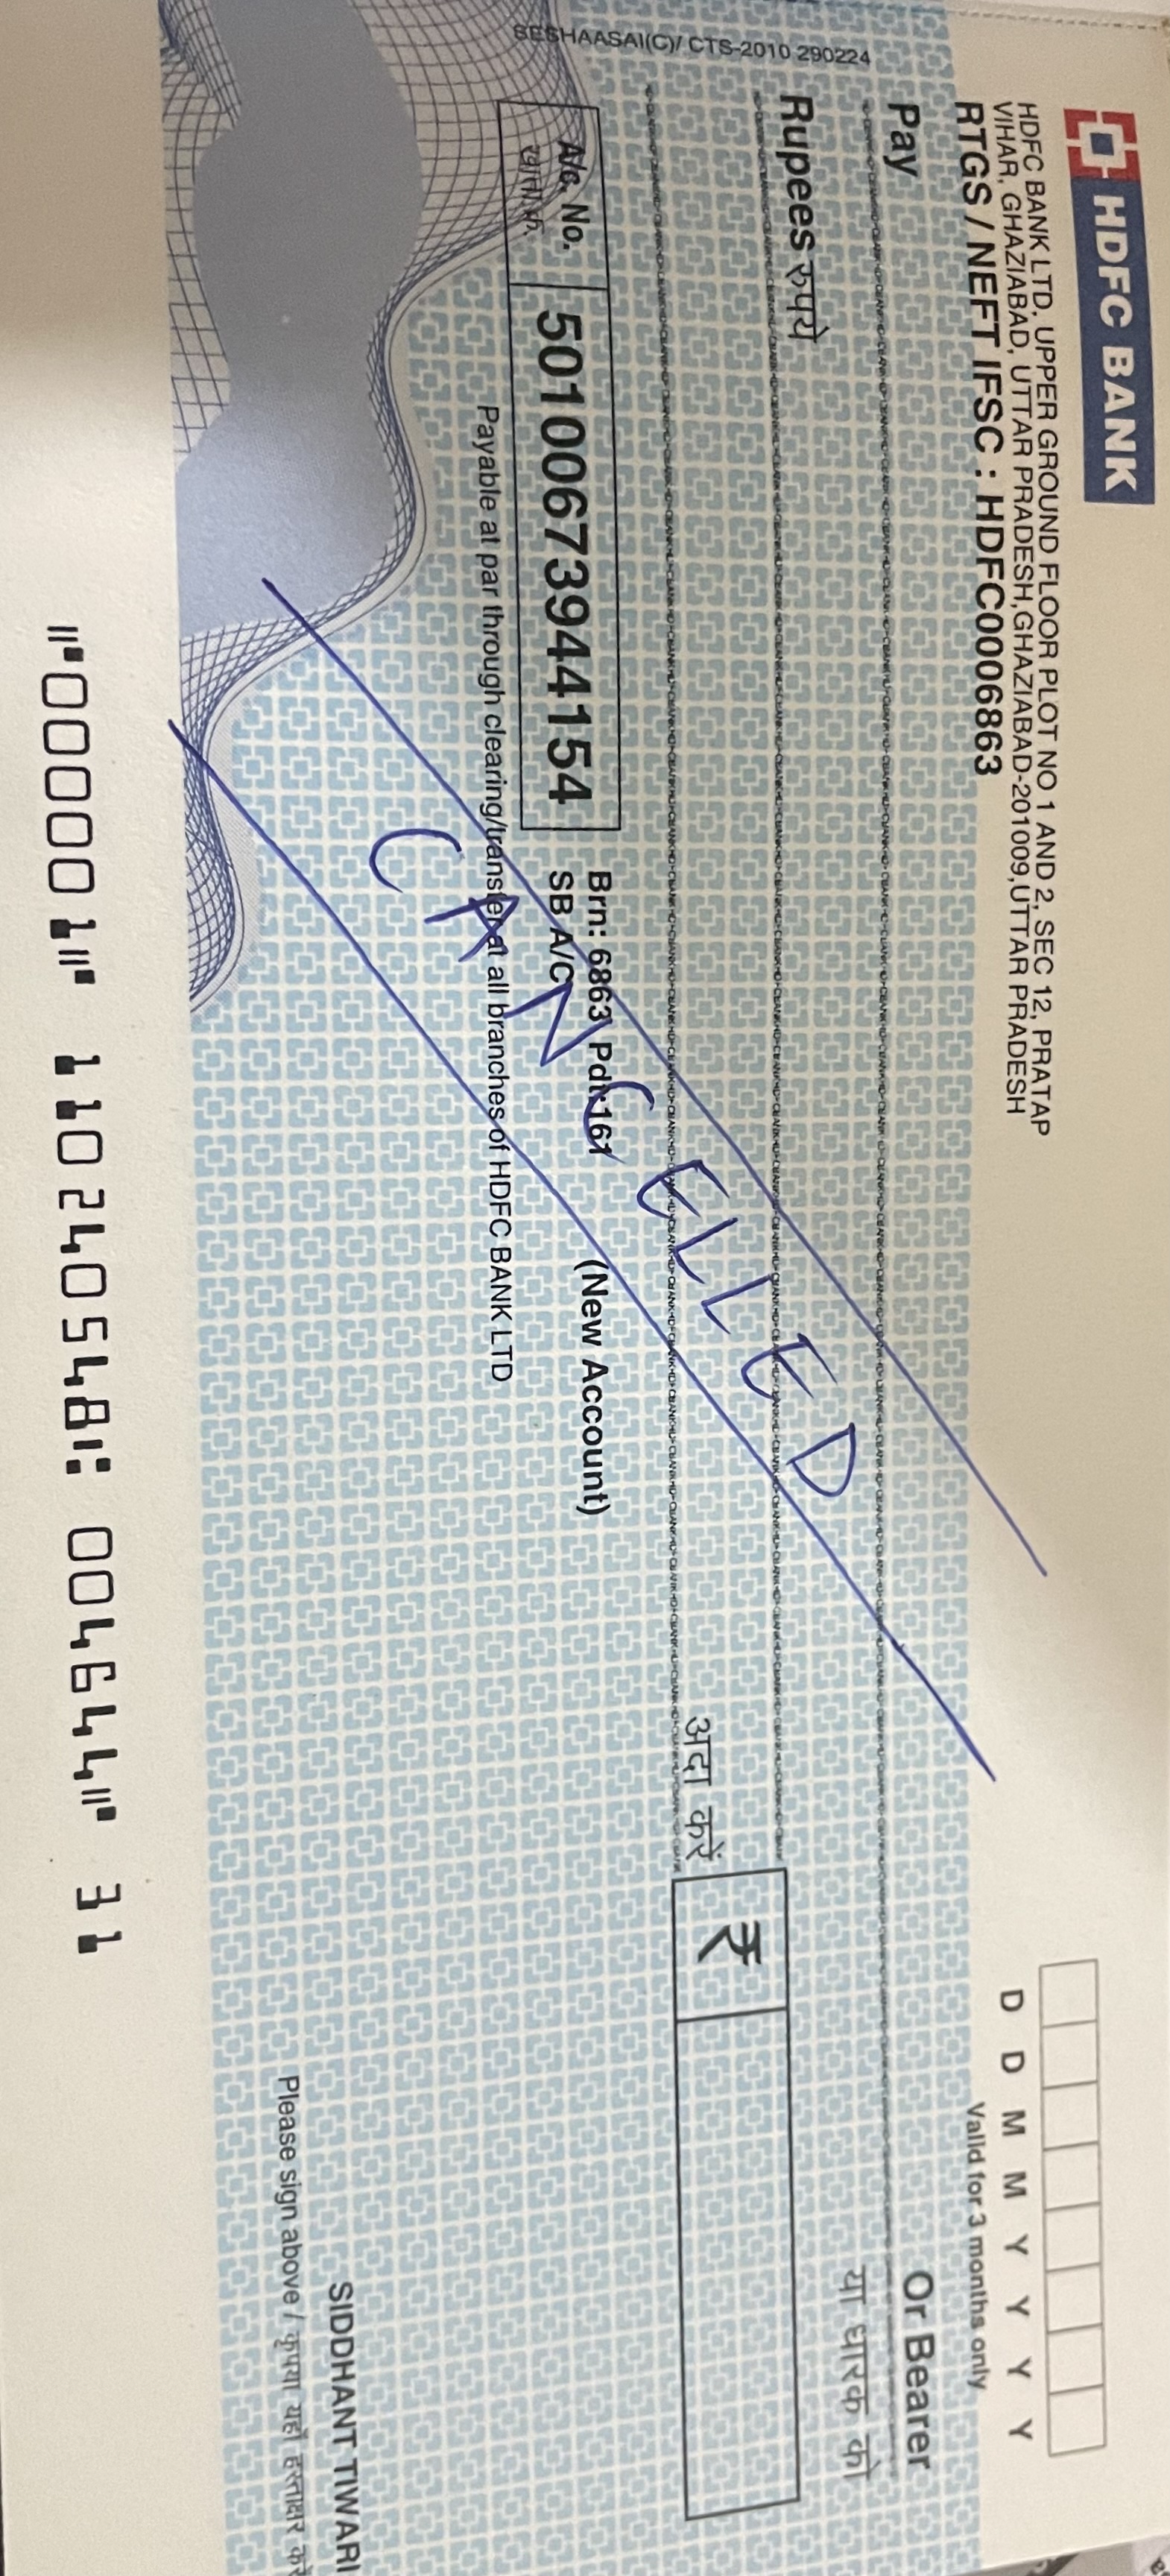 HDFC BANK
HDFC BANK LTD, UPPER GROUND FLOOR PLOT NO 1 AND 2, SEC 12, PRATAP
VIHAR, GHAZIABAD, UTTAR PRADESH,GHAZIABAD-201009,UTTAR PRADESH
RTGS / NEFT IFSC : HDFC0006863
D D M M Y Y Y Y
Valid for 3 months only
Pay
Or Bearer
या धारक को
Rupees रुपये
अदा करें
₹
A/c. No.
50100673944154
Brn: 6863 Pdt:161
SB A/C
(New Account)
Payable at par through clearing/transfer at all branches of HDFC BANK LTD
CANCELLED
SIDDHANT TIWARI
Please sign above / कृपया यहाँ हस्ताक्षर करें
SESHAASAI(C)/ CTS-2010 290224
⑈000001⑈ 110240548⑆ 004644⑈ 31